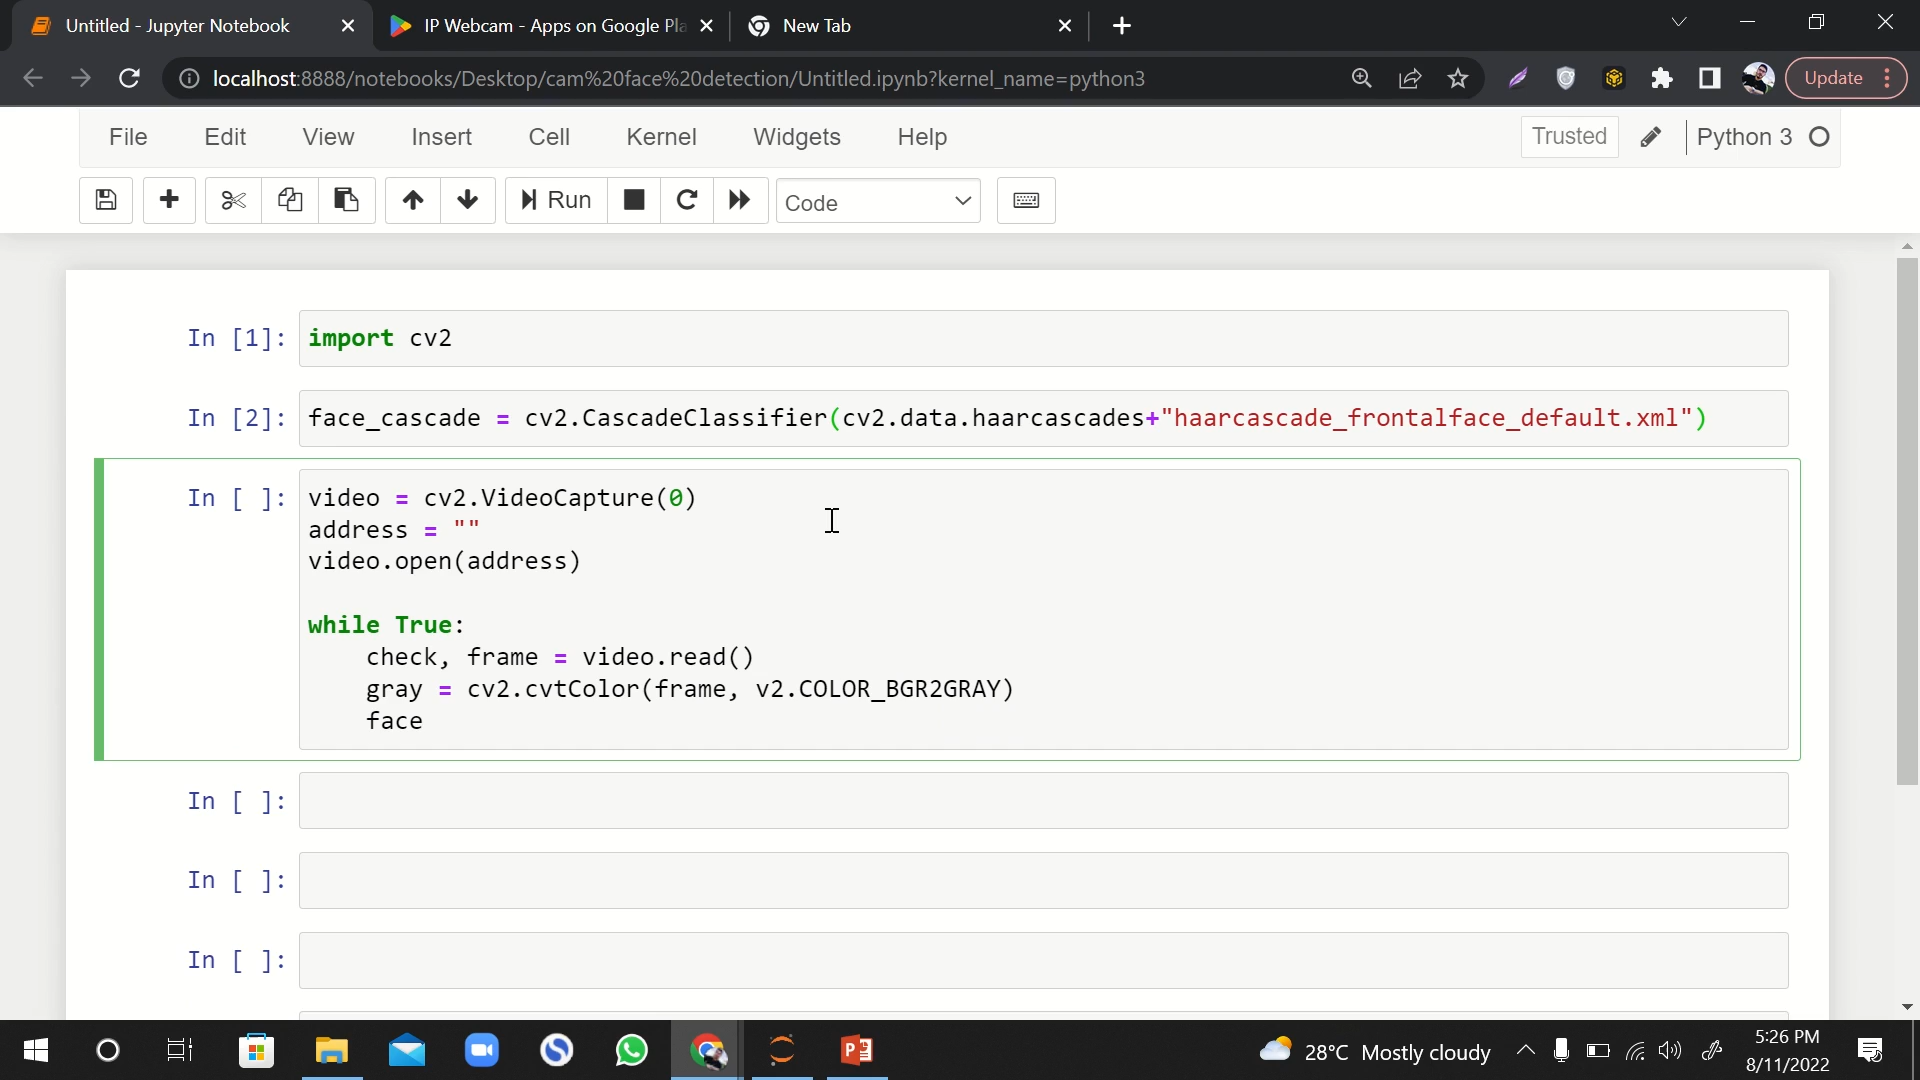 Untitled - Jupyter Notebook
IP Webcam - Apps on Google Pla
New Tab
localhost:8888/notebooks/Desktop/cam%20face%20detection/Untitled.ipynb?kernel_name=python3
Update
File Edit View Insert Cell Kernel Widgets Help
Trusted
Python 3
Run
Code
In [1]: import cv2
In [2]: face_cascade = cv2.CascadeClassifier(cv2.data.haarcascades+"haarcascade_frontalface_default.xml")
In [ ]: video = cv2.VideoCapture(0)
address = ""
video.open(address)
while True:
check, frame = video.read()
gray = cv2.cvtColor(frame, v2.COLOR_BGR2GRAY)
face
In [ ]:
In [ ]:
In [ ]:
28°C Mostly cloudy
5:26 PM
8/11/2022